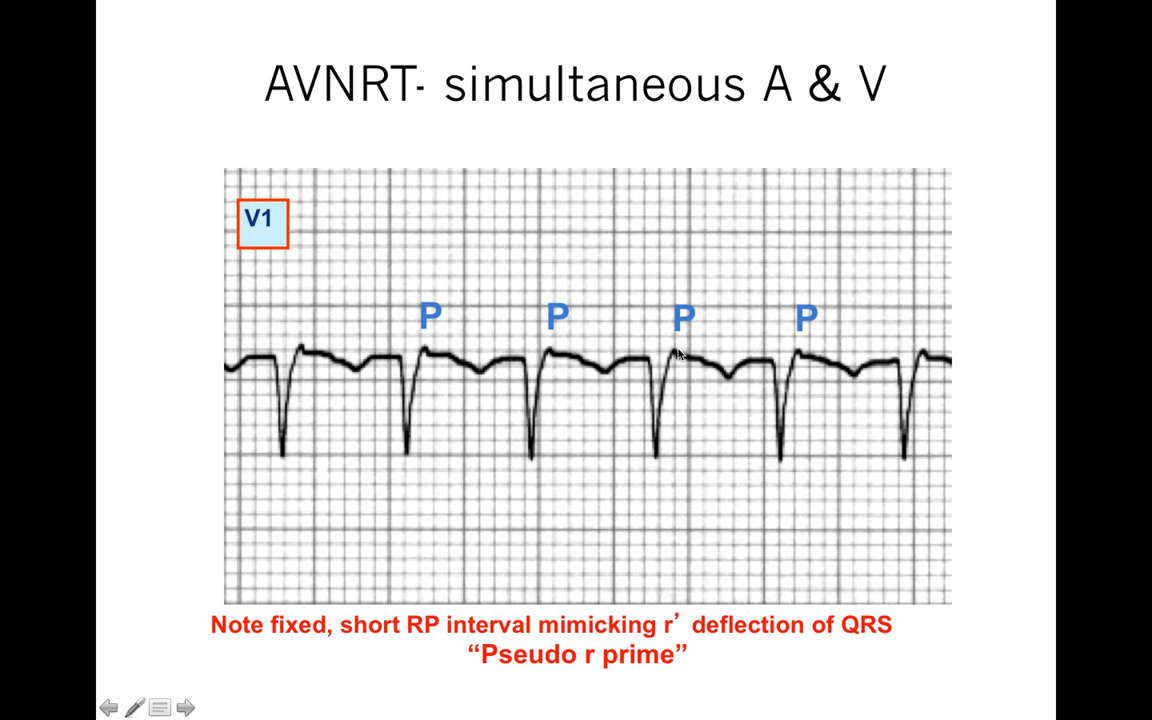 AVNRT- simultaneous A & V
V1
P P P P
Note fixed, short RP interval mimicking r’ deflection of QRS
“Pseudo r prime”